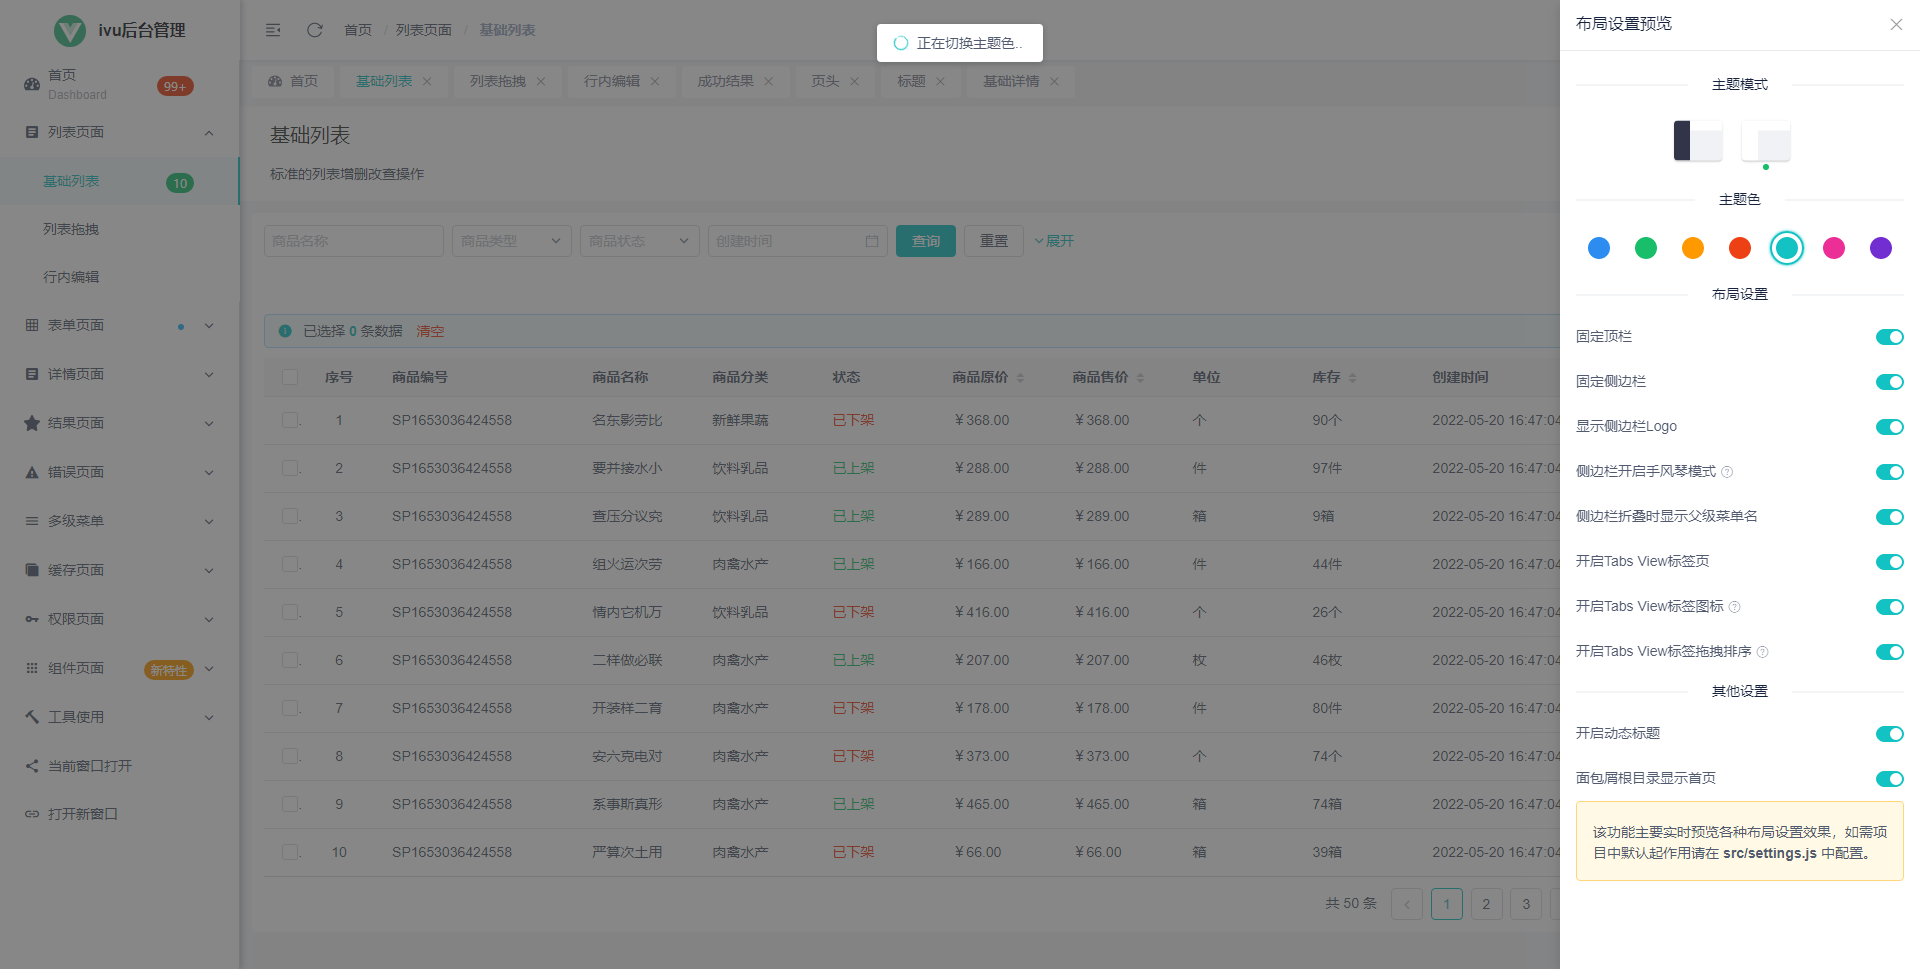 ivu后台管理
首页
Dashboard
99+
列表页面
基础列表
10
列表拖拽
行内编辑
表单页面
详情页面
结果页面
错误页面
多级菜单
缓存页面
权限页面
组件页面
新特性
工具使用
当前窗口打开
打开新窗口
首页 / 列表页面 / 基础列表
正在切换主题色..
首页 基础列表 列表拖拽 行内编辑 成功结果 页头 标题 基础详情
基础列表
标准的列表增删改查操作
商品名称 商品类型 商品状态 创建时间 查询 重置 展开
已选择 0 条数据 清空
序号 商品编号 商品名称 商品分类 状态 商品原价 商品售价 单位 库存 创建时间
1 SP1653036424558 名东影劳比 新鲜果蔬 已下架 ¥368.00 ¥368.00 个 90个 2022-05-20 16:47:04
2 SP1653036424558 要并接水小 饮料乳品 已上架 ¥288.00 ¥288.00 件 97件 2022-05-20 16:47:04
3 SP1653036424558 查压分议究 饮料乳品 已上架 ¥289.00 ¥289.00 箱 9箱 2022-05-20 16:47:04
4 SP1653036424558 组火运次劳 肉禽水产 已上架 ¥166.00 ¥166.00 件 44件 2022-05-20 16:47:04
5 SP1653036424558 情内它机万 饮料乳品 已下架 ¥416.00 ¥416.00 个 26个 2022-05-20 16:47:04
6 SP1653036424558 二样做必联 肉禽水产 已上架 ¥207.00 ¥207.00 枚 46枚 2022-05-20 16:47:04
7 SP1653036424558 开装样二育 肉禽水产 已下架 ¥178.00 ¥178.00 件 80件 2022-05-20 16:47:04
8 SP1653036424558 安六克电对 肉禽水产 已下架 ¥373.00 ¥373.00 个 74个 2022-05-20 16:47:04
9 SP1653036424558 系事斯真形 肉禽水产 已上架 ¥465.00 ¥465.00 箱 74箱 2022-05-20 16:47:04
10 SP1653036424558 严算次土用 肉禽水产 已下架 ¥66.00 ¥66.00 箱 39箱 2022-05-20 16:47:04
共 50 条 1 2 3
布局设置预览
主题模式
主题色
布局设置
固定顶栏
固定侧边栏
显示侧边栏Logo
侧边栏开启手风琴模式
侧边栏折叠时显示父级菜单名
开启Tabs View标签页
开启Tabs View标签图标
开启Tabs View标签拖拽排序
其他设置
开启动态标题
面包屑根目录显示首页
该功能主要实时预览各种布局设置效果，如需项
目中默认起作用请在 src/settings.js 中配置。